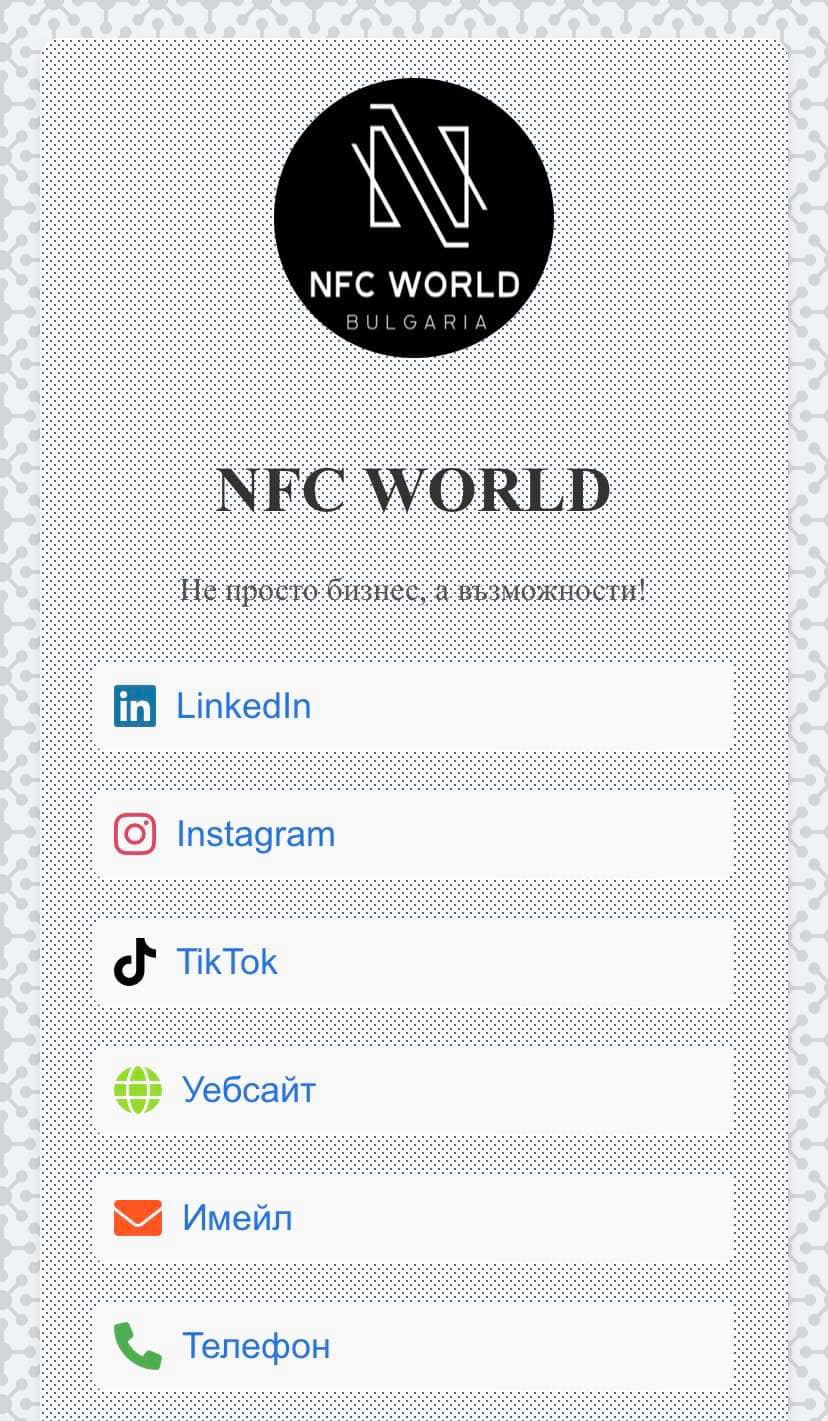 NFC WORLD
BULGARIA
NFC WORLD
Не просто бизнес, а възможности!
LinkedIn
Instagram
TikTok
Уебсайт
Имейл
Телефон